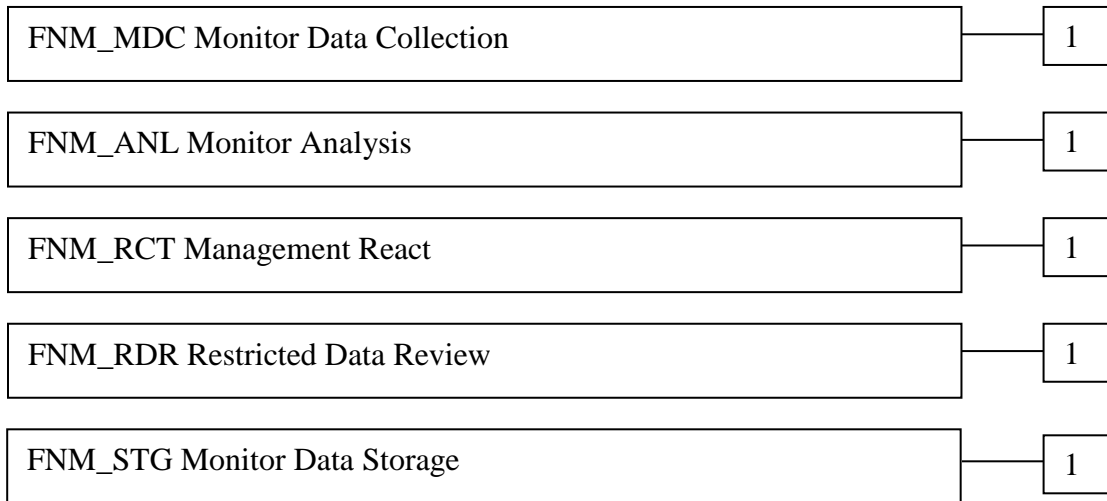 FNM_MDC Monitor Data Collection 1
FNM_ANL Monitor Analysis 1
FNM_RCT Management React 1
FNM_RDR Restricted Data Review 1
FNM_STG Monitor Data Storage 1